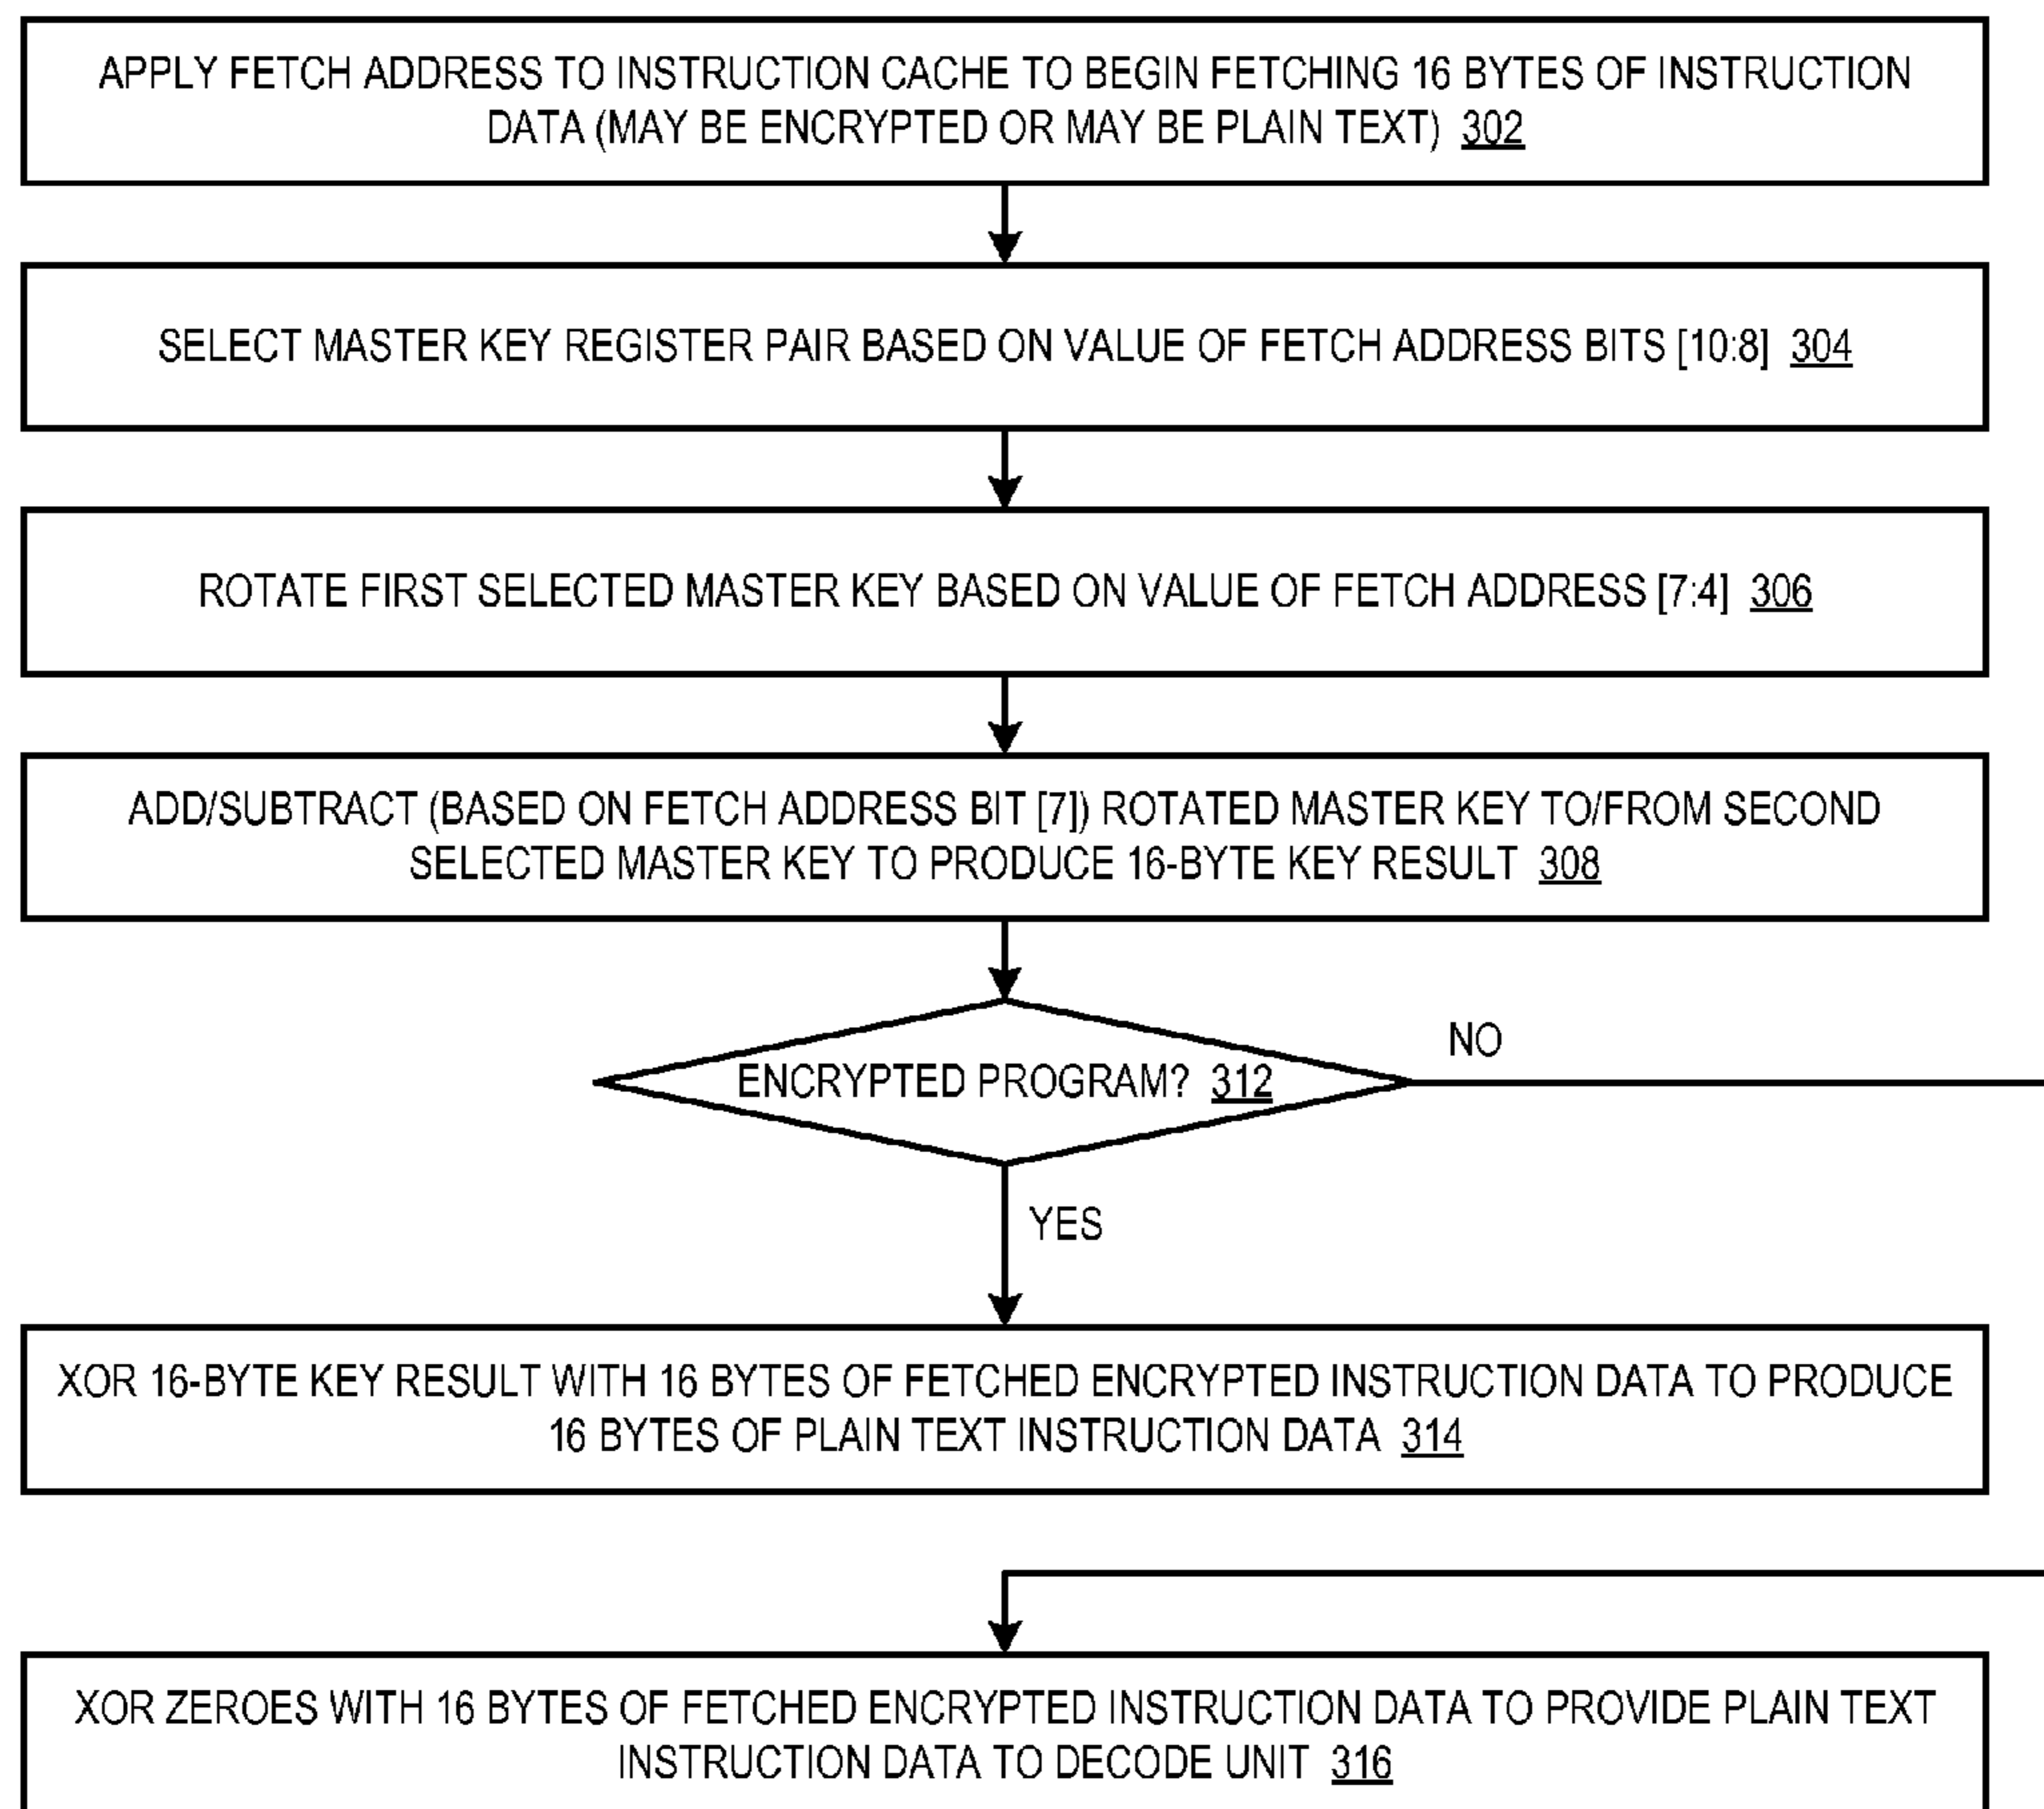 APPLY FETCH ADDRESS TO INSTRUCTION CACHE TO BEGIN FETCHING 16 BYTES OF INSTRUCTION
DATA (MAY BE ENCRYPTED OR MAY BE PLAIN TEXT) 302
SELECT MASTER KEY REGISTER PAIR BASED ON VALUE OF FETCH ADDRESS BITS [10:8] 304
ROTATE FIRST SELECTED MASTER KEY BASED ON VALUE OF FETCH ADDRESS [7:4] 306
ADD/SUBTRACT (BASED ON FETCH ADDRESS BIT [7]) ROTATED MASTER KEY TO/FROM SECOND
SELECTED MASTER KEY TO PRODUCE 16-BYTE KEY RESULT 308
NO
ENCRYPTED PROGRAM? 312
YES
XOR 16-BYTE KEY RESULT WITH 16 BYTES OF FETCHED ENCRYPTED INSTRUCTION DATA TO PRODUCE
16 BYTES OF PLAIN TEXT INSTRUCTION DATA 314
XOR ZEROES WITH 16 BYTES OF FETCHED ENCRYPTED INSTRUCTION DATA TO PROVIDE PLAIN TEXT
INSTRUCTION DATA TO DECODE UNIT 316